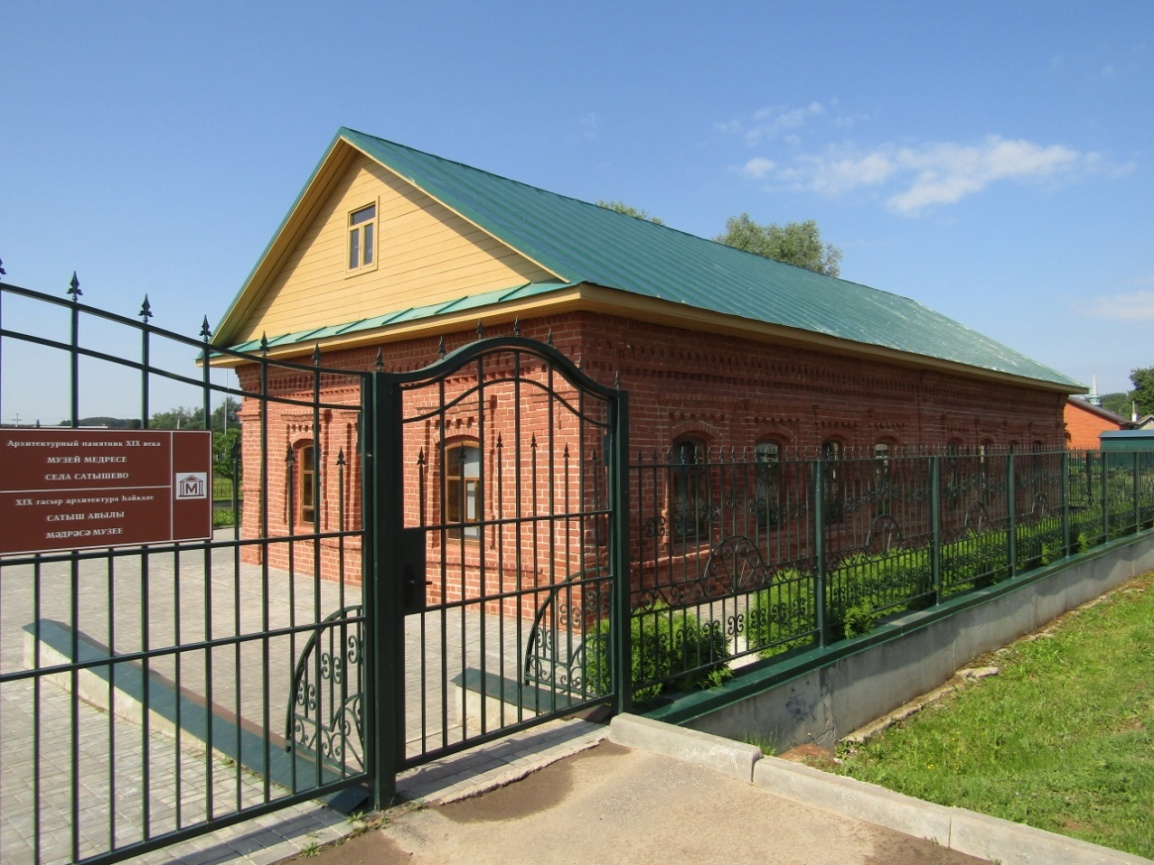 Архитектурный памятник XIX века
МУЗЕЙ МЕДРЕСЕ
СЕЛА САТЫШЕВО
XIX гасыр архитектура һәйкәле
САТЫШ АВЫЛЫ
МӘДРӘСӘ МУЗЕЕ
М